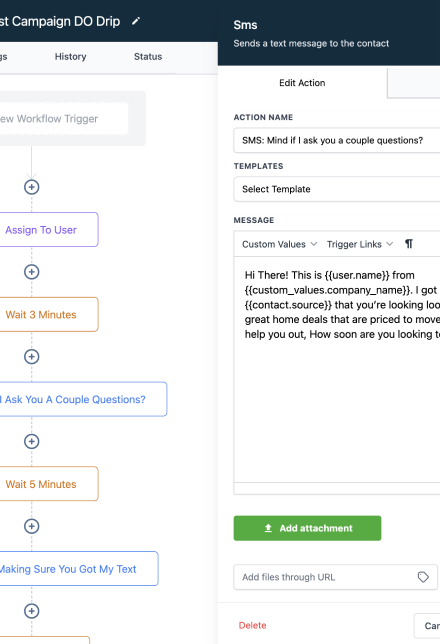 st Campaign DO Drip
gs
History
Status
ew Workflow Trigger
Assign To User
Wait 3 Minutes
I Ask You A Couple Questions?
Wait 5 Minutes
Making Sure You Got My Text
Sms
Sends a text message to the contact
Edit Action
ACTION NAME
SMS: Mind if I ask you a couple questions?
TEMPLATES
Select Template
MESSAGE
Custom Values
Trigger Links
¶
Hi There! This is {{user.name}} from
{{custom_values.company_name}}. I got
{{contact.source}} that you're looking loo
great home deals that are priced to move
help you out, How soon are you looking t
Add attachment
Add files through URL
Delete
Can